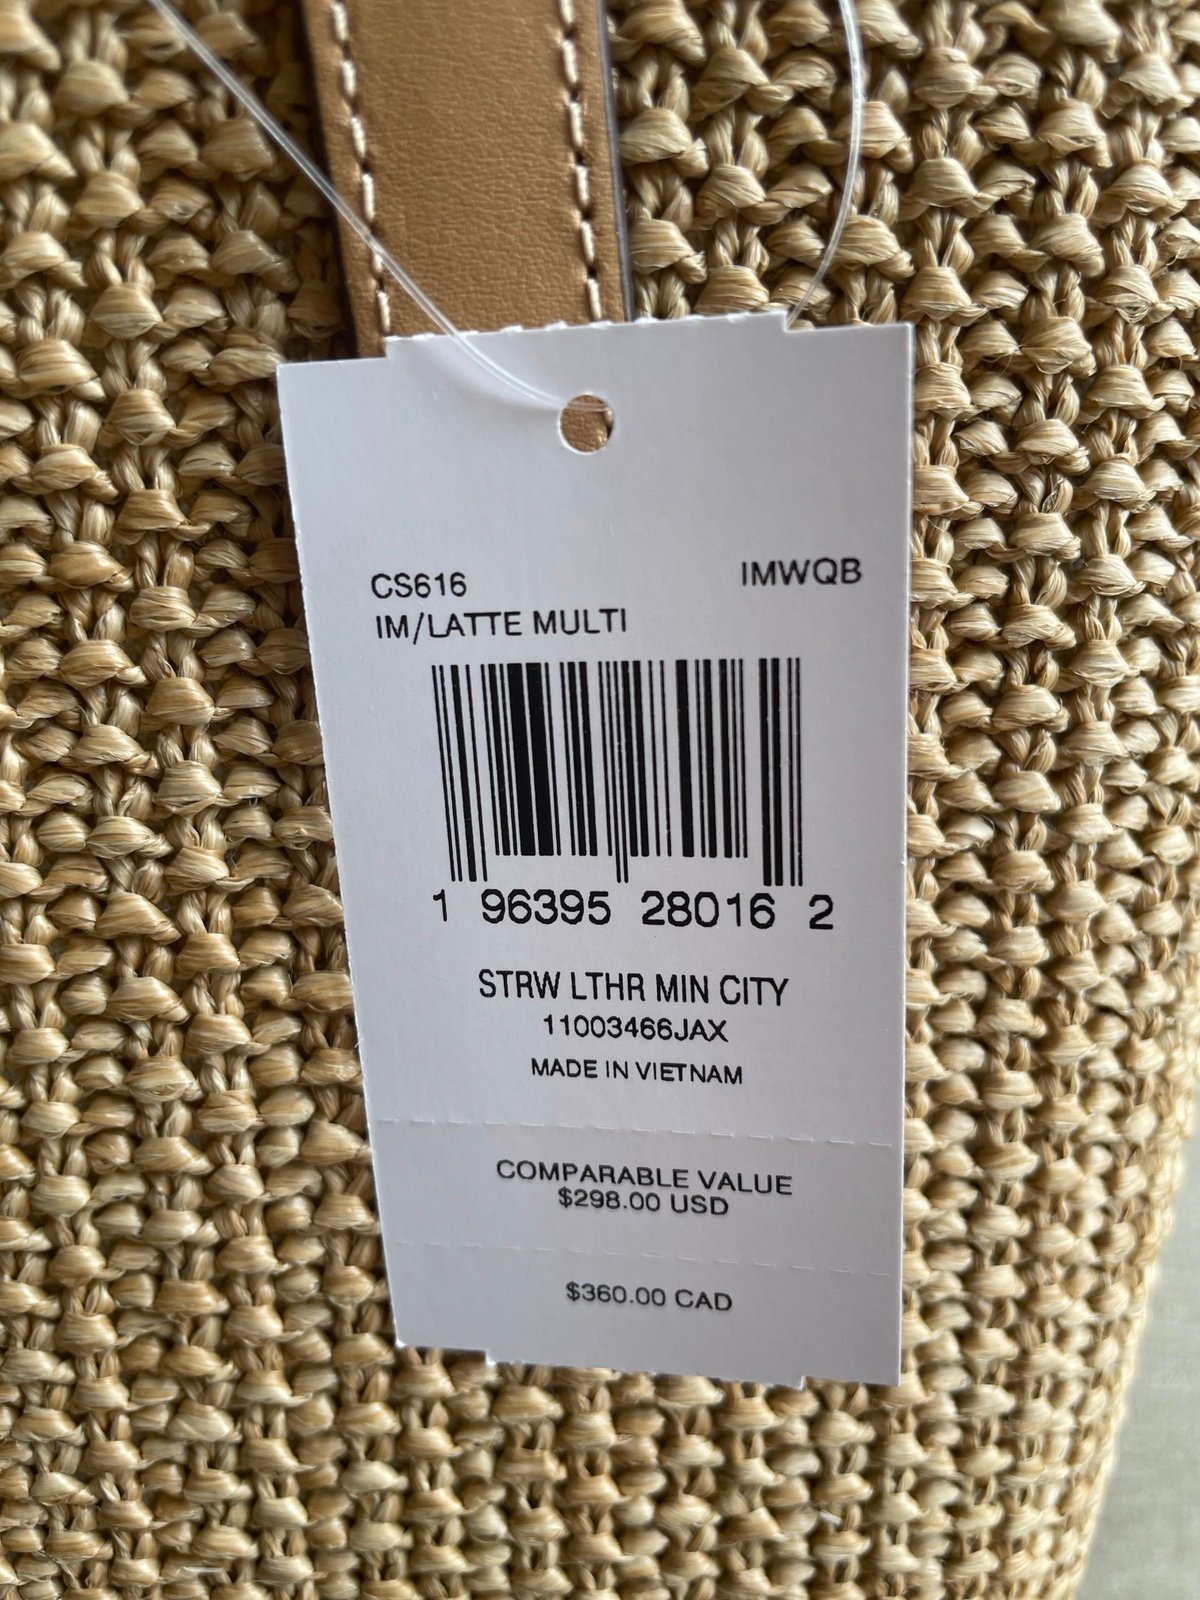 CS616 IMWQB
IM/LATTE MULTI
1 96395 28016 2
STRW LTHR MIN CITY
11003466JAX
MADE IN VIETNAM
COMPARABLE VALUE
$298.00 USD
$360.00 CAD